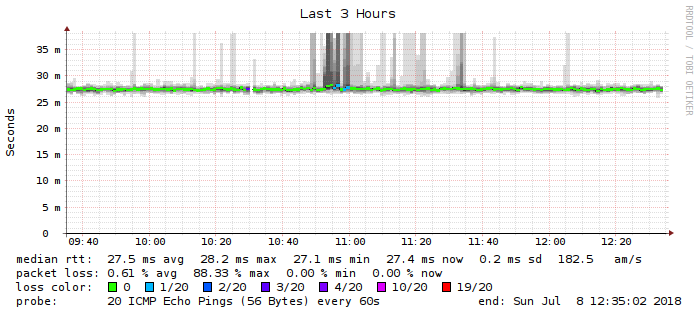 Last 3 Hours
RRDTOOL / TOBI OETIKER
Seconds
35 m
30 m
25 m
20 m
15 m
10 m
5 m
0
09:40 10:00 10:20 10:40 11:00 11:20 11:40 12:00 12:20
median rtt: 27.5 ms avg 28.2 ms max 27.1 ms min 27.4 ms now 0.2 ms sd 182.5 am/s
packet loss: 0.61 % avg 88.33 % max 0.00 % min 0.00 % now
loss color: 0 1/20 2/20 3/20 4/20 10/20 19/20
probe: 20 ICMP Echo Pings (56 Bytes) every 60s end: Sun Jul 8 12:35:02 2018